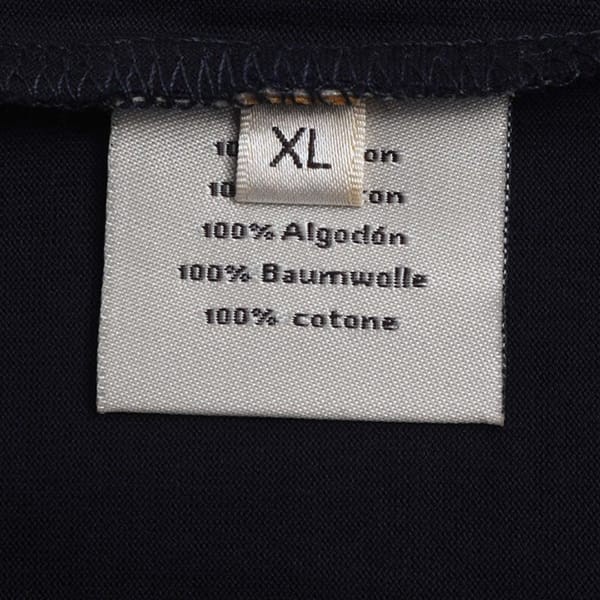 XL
100% Algodón
100% Baumwolle
100% cotone